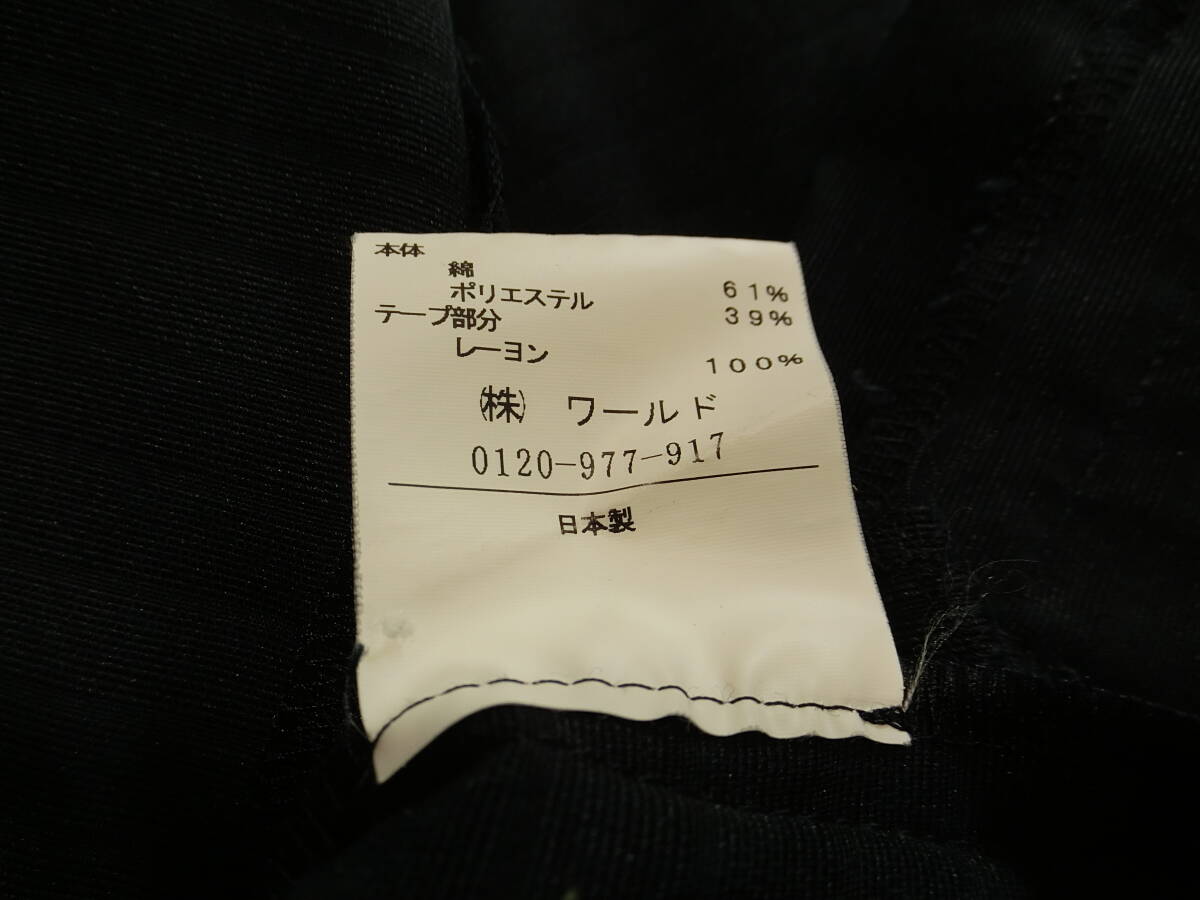 本体
綿 61%
ポリエステル 39%
テープ部分
レーヨン 100%
㈱ ワールド
0120-977-917
日本製